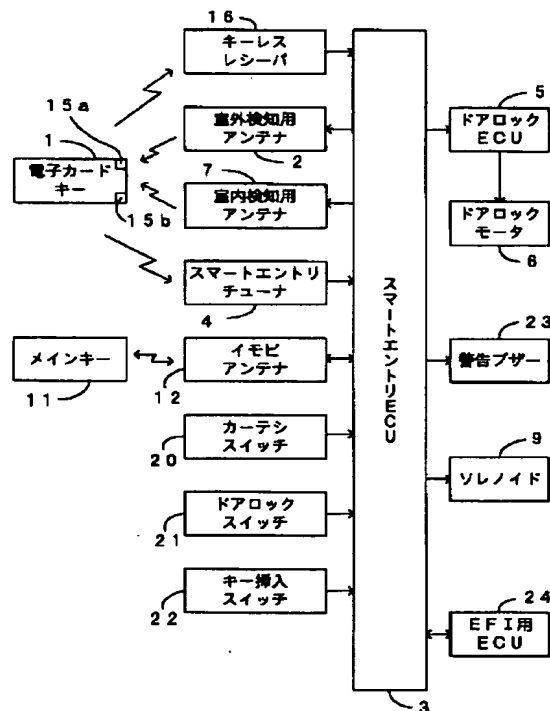 16
キーレス
レシーバ
15a
1
電子カード
キー
15b
室外検知用
アンテナ
2
7
室内検知用
アンテナ
スマートエントリ
チューナ
4
メインキー
11
イモビ
アンテナ
12
カーテシ
スイッチ
20
ドアロック
スイッチ
21
キー挿入
スイッチ
22
スマートエントリECU
3
5
ドアロック
ECU
ドアロック
モータ
6
23
警告ブザー
9
ソレノイド
24
EFI用
ECU